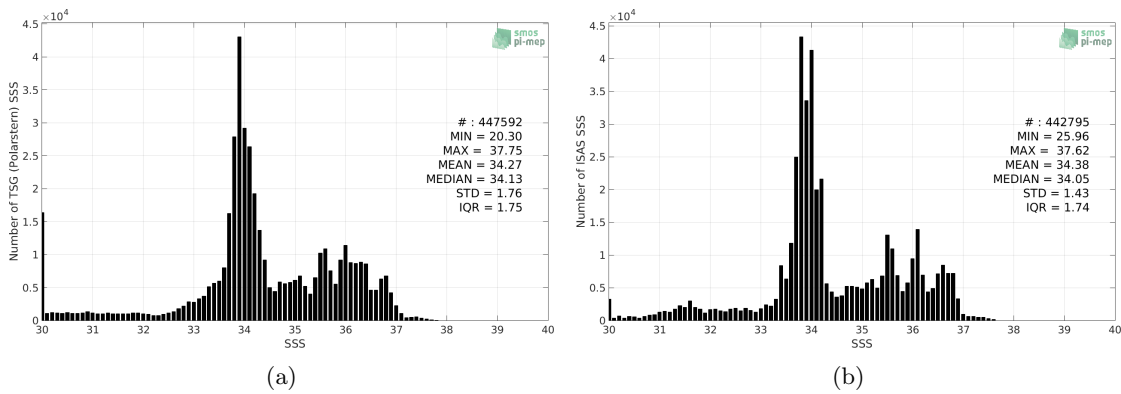 ×10^4
4.5
4
3.5
3
2.5
2
1.5
1
0.5
0
Number of TSG (Polarstern) SSS
smos
pi-mep
# : 447592
MIN = 20.30
MAX = 37.75
MEAN = 34.27
MEDIAN = 34.13
STD = 1.76
IQR = 1.75
30 31 32 33 34 35 36 37 38 39 40
SSS
(a)
×10^4
4.5
4
3.5
3
2.5
2
1.5
1
0.5
0
Number of ISAS SSS
smos
pi-mep
# : 442795
MIN = 25.96
MAX = 37.62
MEAN = 34.38
MEDIAN = 34.05
STD = 1.43
IQR = 1.74
30 31 32 33 34 35 36 37 38 39 40
SSS
(b)